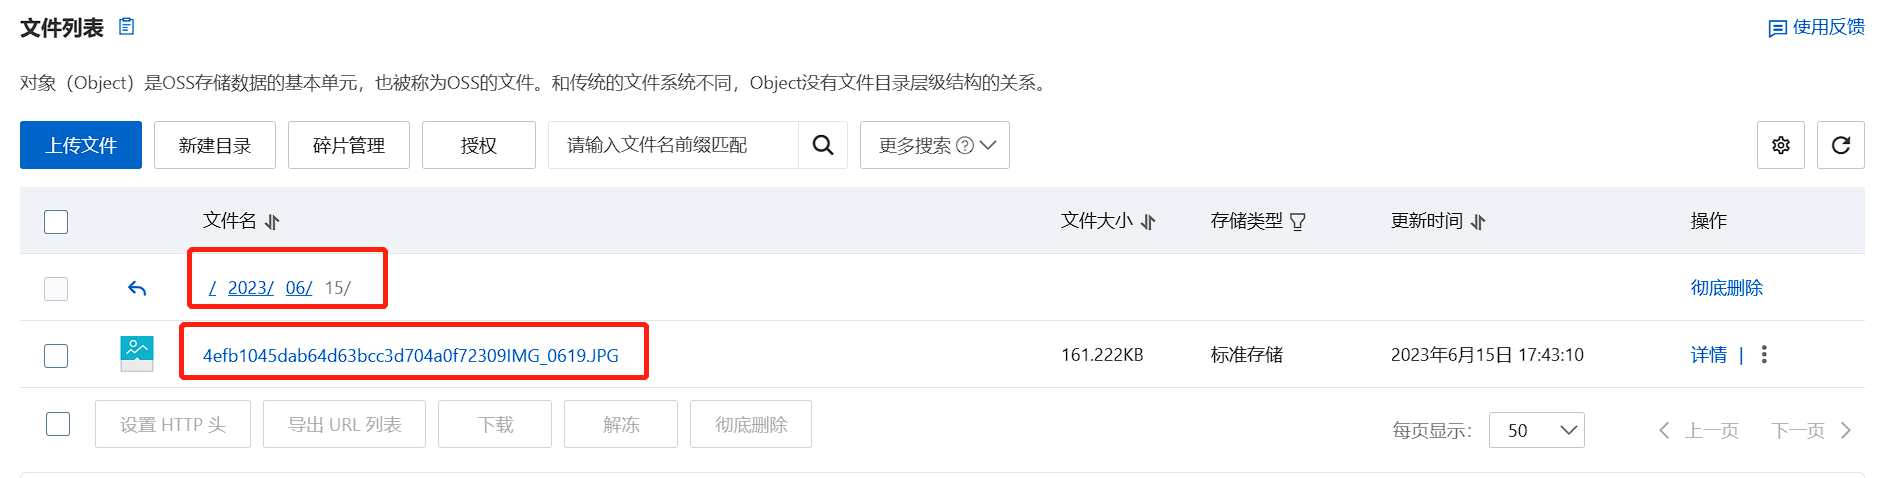 文件列表
使用反馈
对象（Object）是OSS存储数据的基本单元，也被称为OSS的文件。和传统的文件系统不同，Object没有文件目录层级结构的关系。
上传文件 新建目录 碎片管理 授权 请输入文件名前缀匹配 更多搜索
文件名 文件大小 存储类型 更新时间 操作
/ 2023/ 06/ 15/ 彻底删除
4efb1045dab64d63bcc3d704a0f72309IMG_0619.JPG 161.222KB 标准存储 2023年6月15日 17:43:10 详情 |
设置 HTTP 头 导出 URL 列表 下载 解冻 彻底删除 每页显示： 50 上一页 下一页